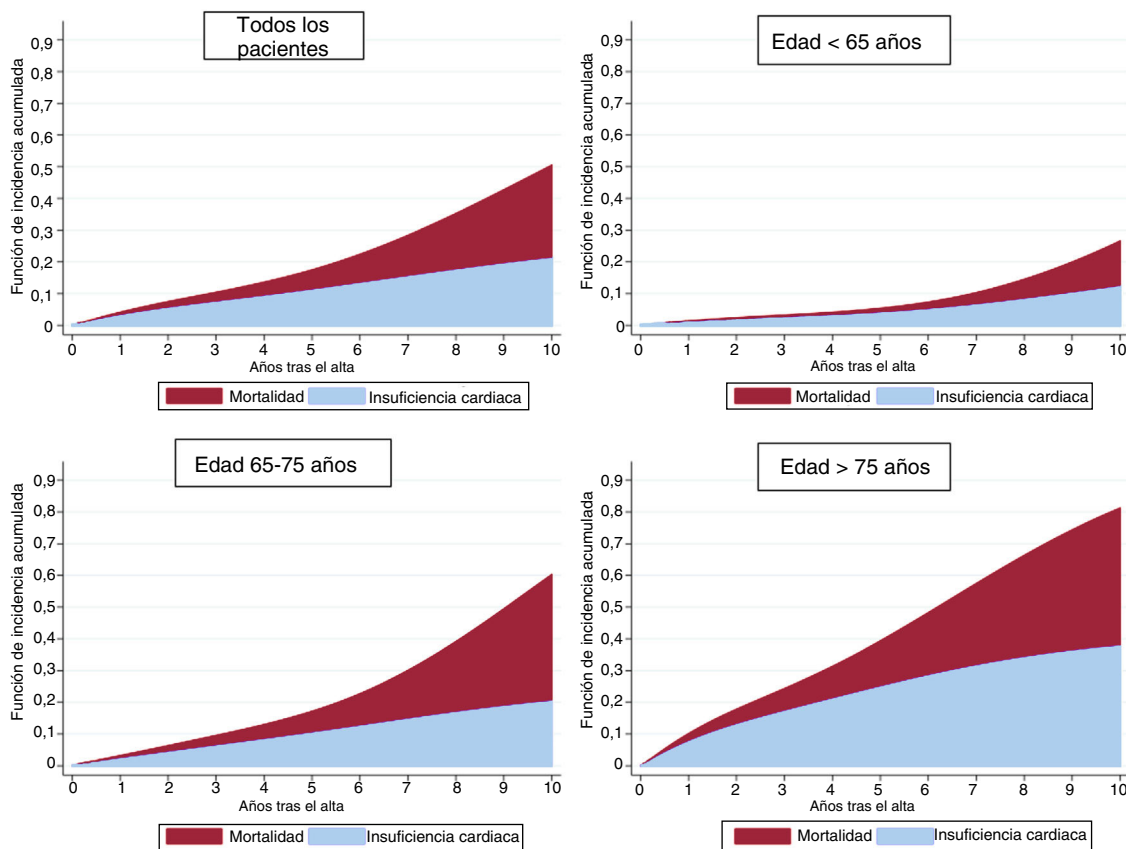 Todos los
pacientes
Función de incidencia acumulada
0,9
0,8
0,7
0,6
0,5
0,4
0,3
0,2
0,1
0
0 1 2 3 4 5 6 7 8 9 10
Años tras el alta
Mortalidad Insuficiencia cardiaca
Edad < 65 años
Función de incidencia acumulada
0,9
0,8
0,7
0,6
0,5
0,4
0,3
0,2
0,1
0
0 1 2 3 4 5 6 7 8 9 10
Años tras el alta
Mortalidad Insuficiencia cardiaca
Edad 65-75 años
Función de incidencia acumulada
0,9
0,8
0,7
0,6
0,5
0,4
0,3
0,2
0,1
0
0 1 2 3 4 5 6 7 8 9 10
Años tras el alta
Mortalidad Insuficiencia cardiaca
Edad > 75 años
Función de incidencia acumulada
0,9
0,8
0,7
0,6
0,5
0,4
0,3
0,2
0,1
0
0 1 2 3 4 5 6 7 8 9 10
Años tras el alta
Mortalidad Insuficiencia cardiaca